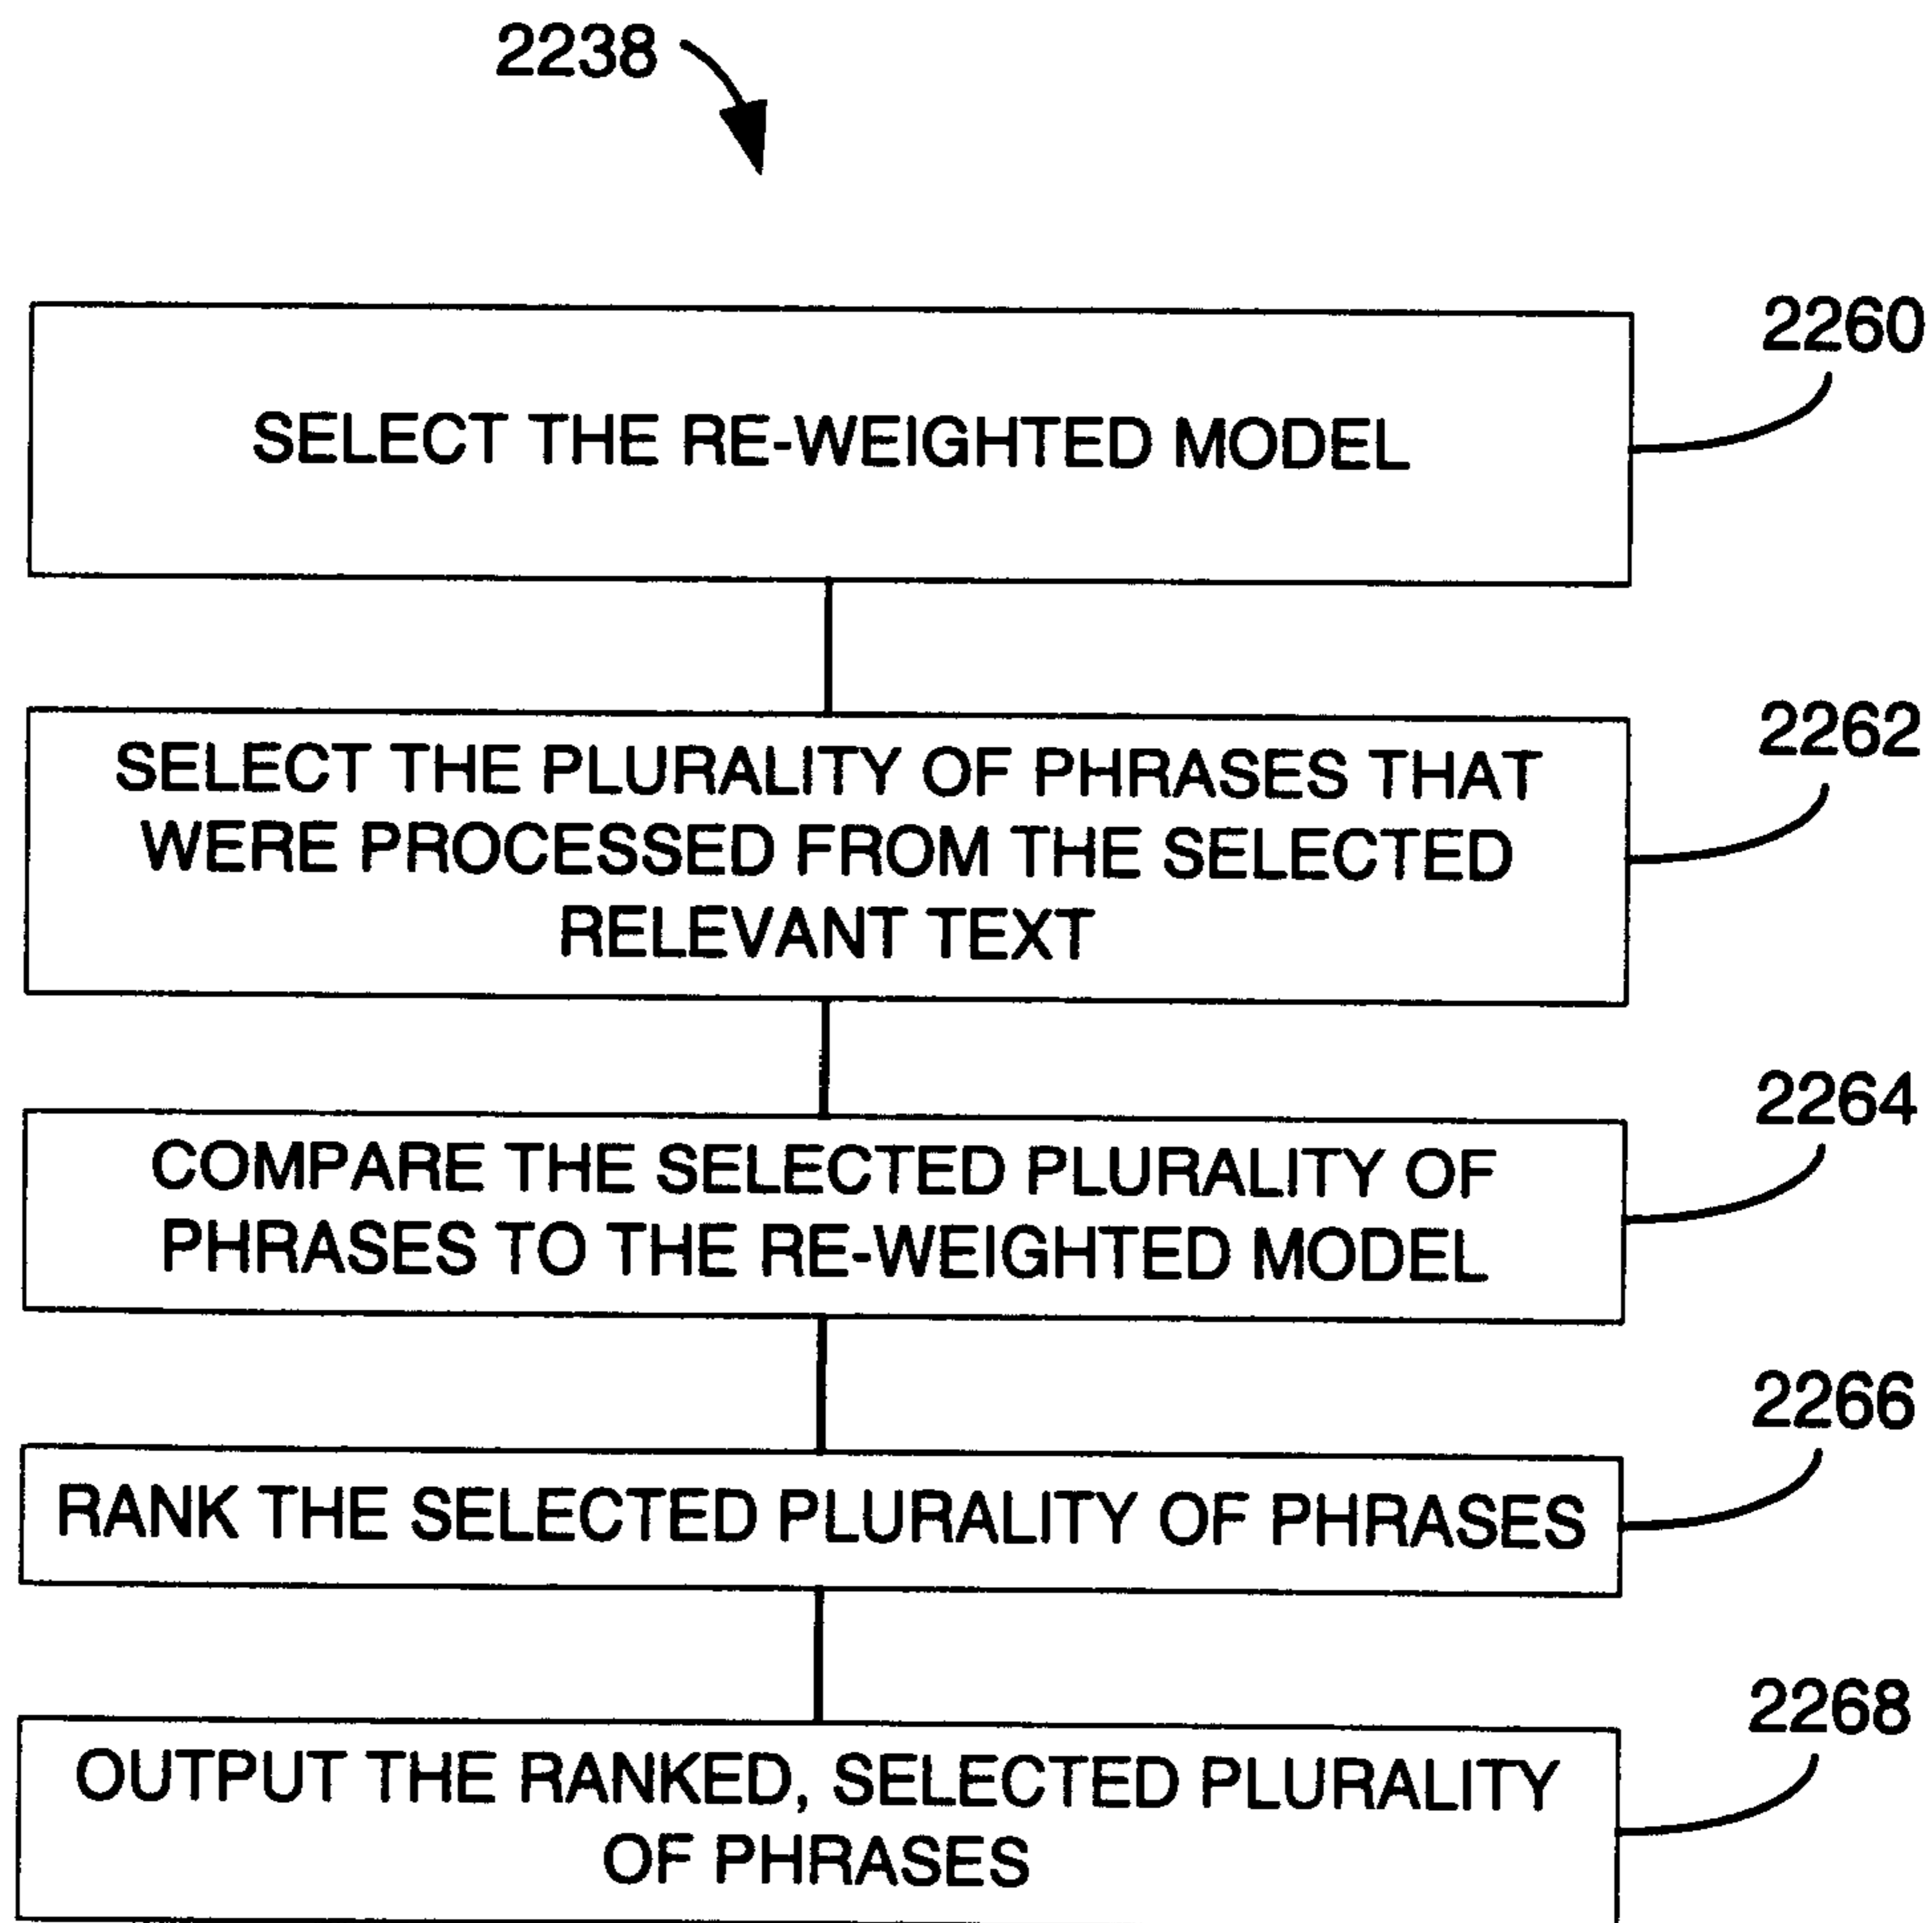 2238
2260
SELECT THE RE-WEIGHTED MODEL
2262
SELECT THE PLURALITY OF PHRASES THAT
WERE PROCESSED FROM THE SELECTED
RELEVANT TEXT
2264
COMPARE THE SELECTED PLURALITY OF
PHRASES TO THE RE-WEIGHTED MODEL
2266
RANK THE SELECTED PLURALITY OF PHRASES
2268
OUTPUT THE RANKED, SELECTED PLURALITY
OF PHRASES